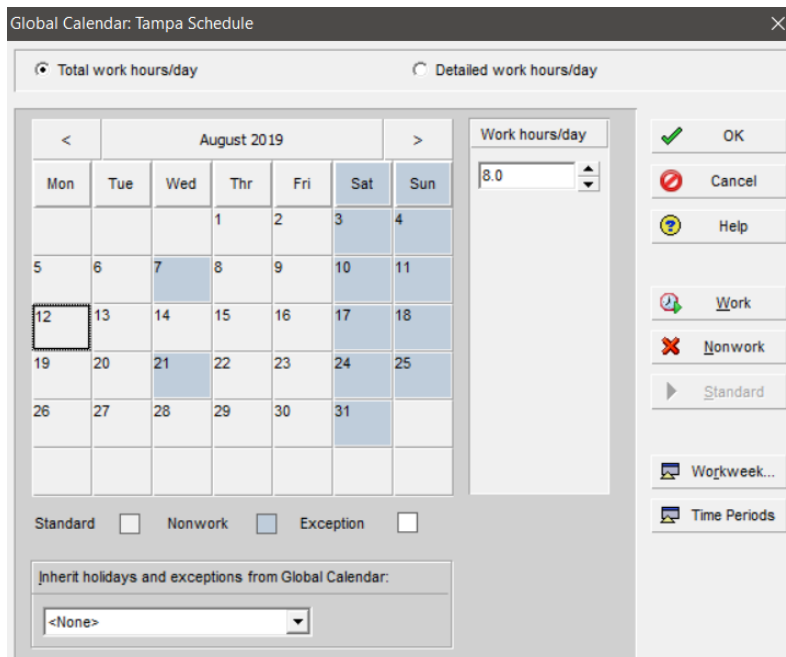 Global Calendar: Tampa Schedule
Total work hours/day Detailed work hours/day
< August 2019 > Work hours/day
Mon Tue Wed Thr Fri Sat Sun
8.0
1 2 3 4
5 6 7 8 9 10 11
12 13 14 15 16 17 18
19 20 21 22 23 24 25
26 27 28 29 30 31
Standard Nonwork Exception
Inherit holidays and exceptions from Global Calendar:
<None>
OK
Cancel
? Help
Work
Nonwork
Standard
Workweek...
Time Periods